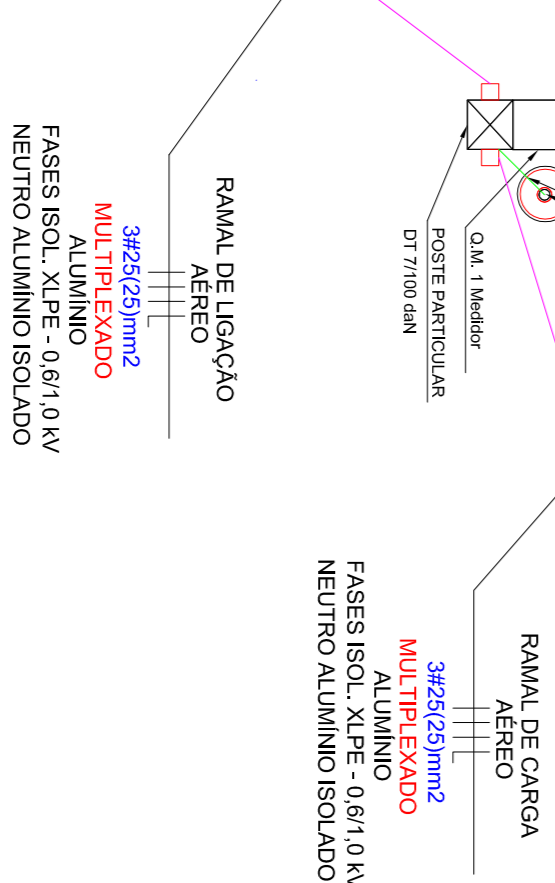 Q.M. 1 Medidor
POSTE PARTICULAR
DT 7/100 daN
RAMAL DE LIGAÇÃO
AÉREO
3#25(25)mm2
MULTIPLEXADO
ALUMÍNIO
FASES ISOL. XLPE - 0,6/1,0 kV
NEUTRO ALUMÍNIO ISOLADO
RAMAL DE CARGA
AÉREO
3#25(25)mm2
MULTIPLEXADO
ALUMÍNIO
FASES ISOL. XLPE - 0,6/1,0 kV
NEUTRO ALUMÍNIO ISOLADO